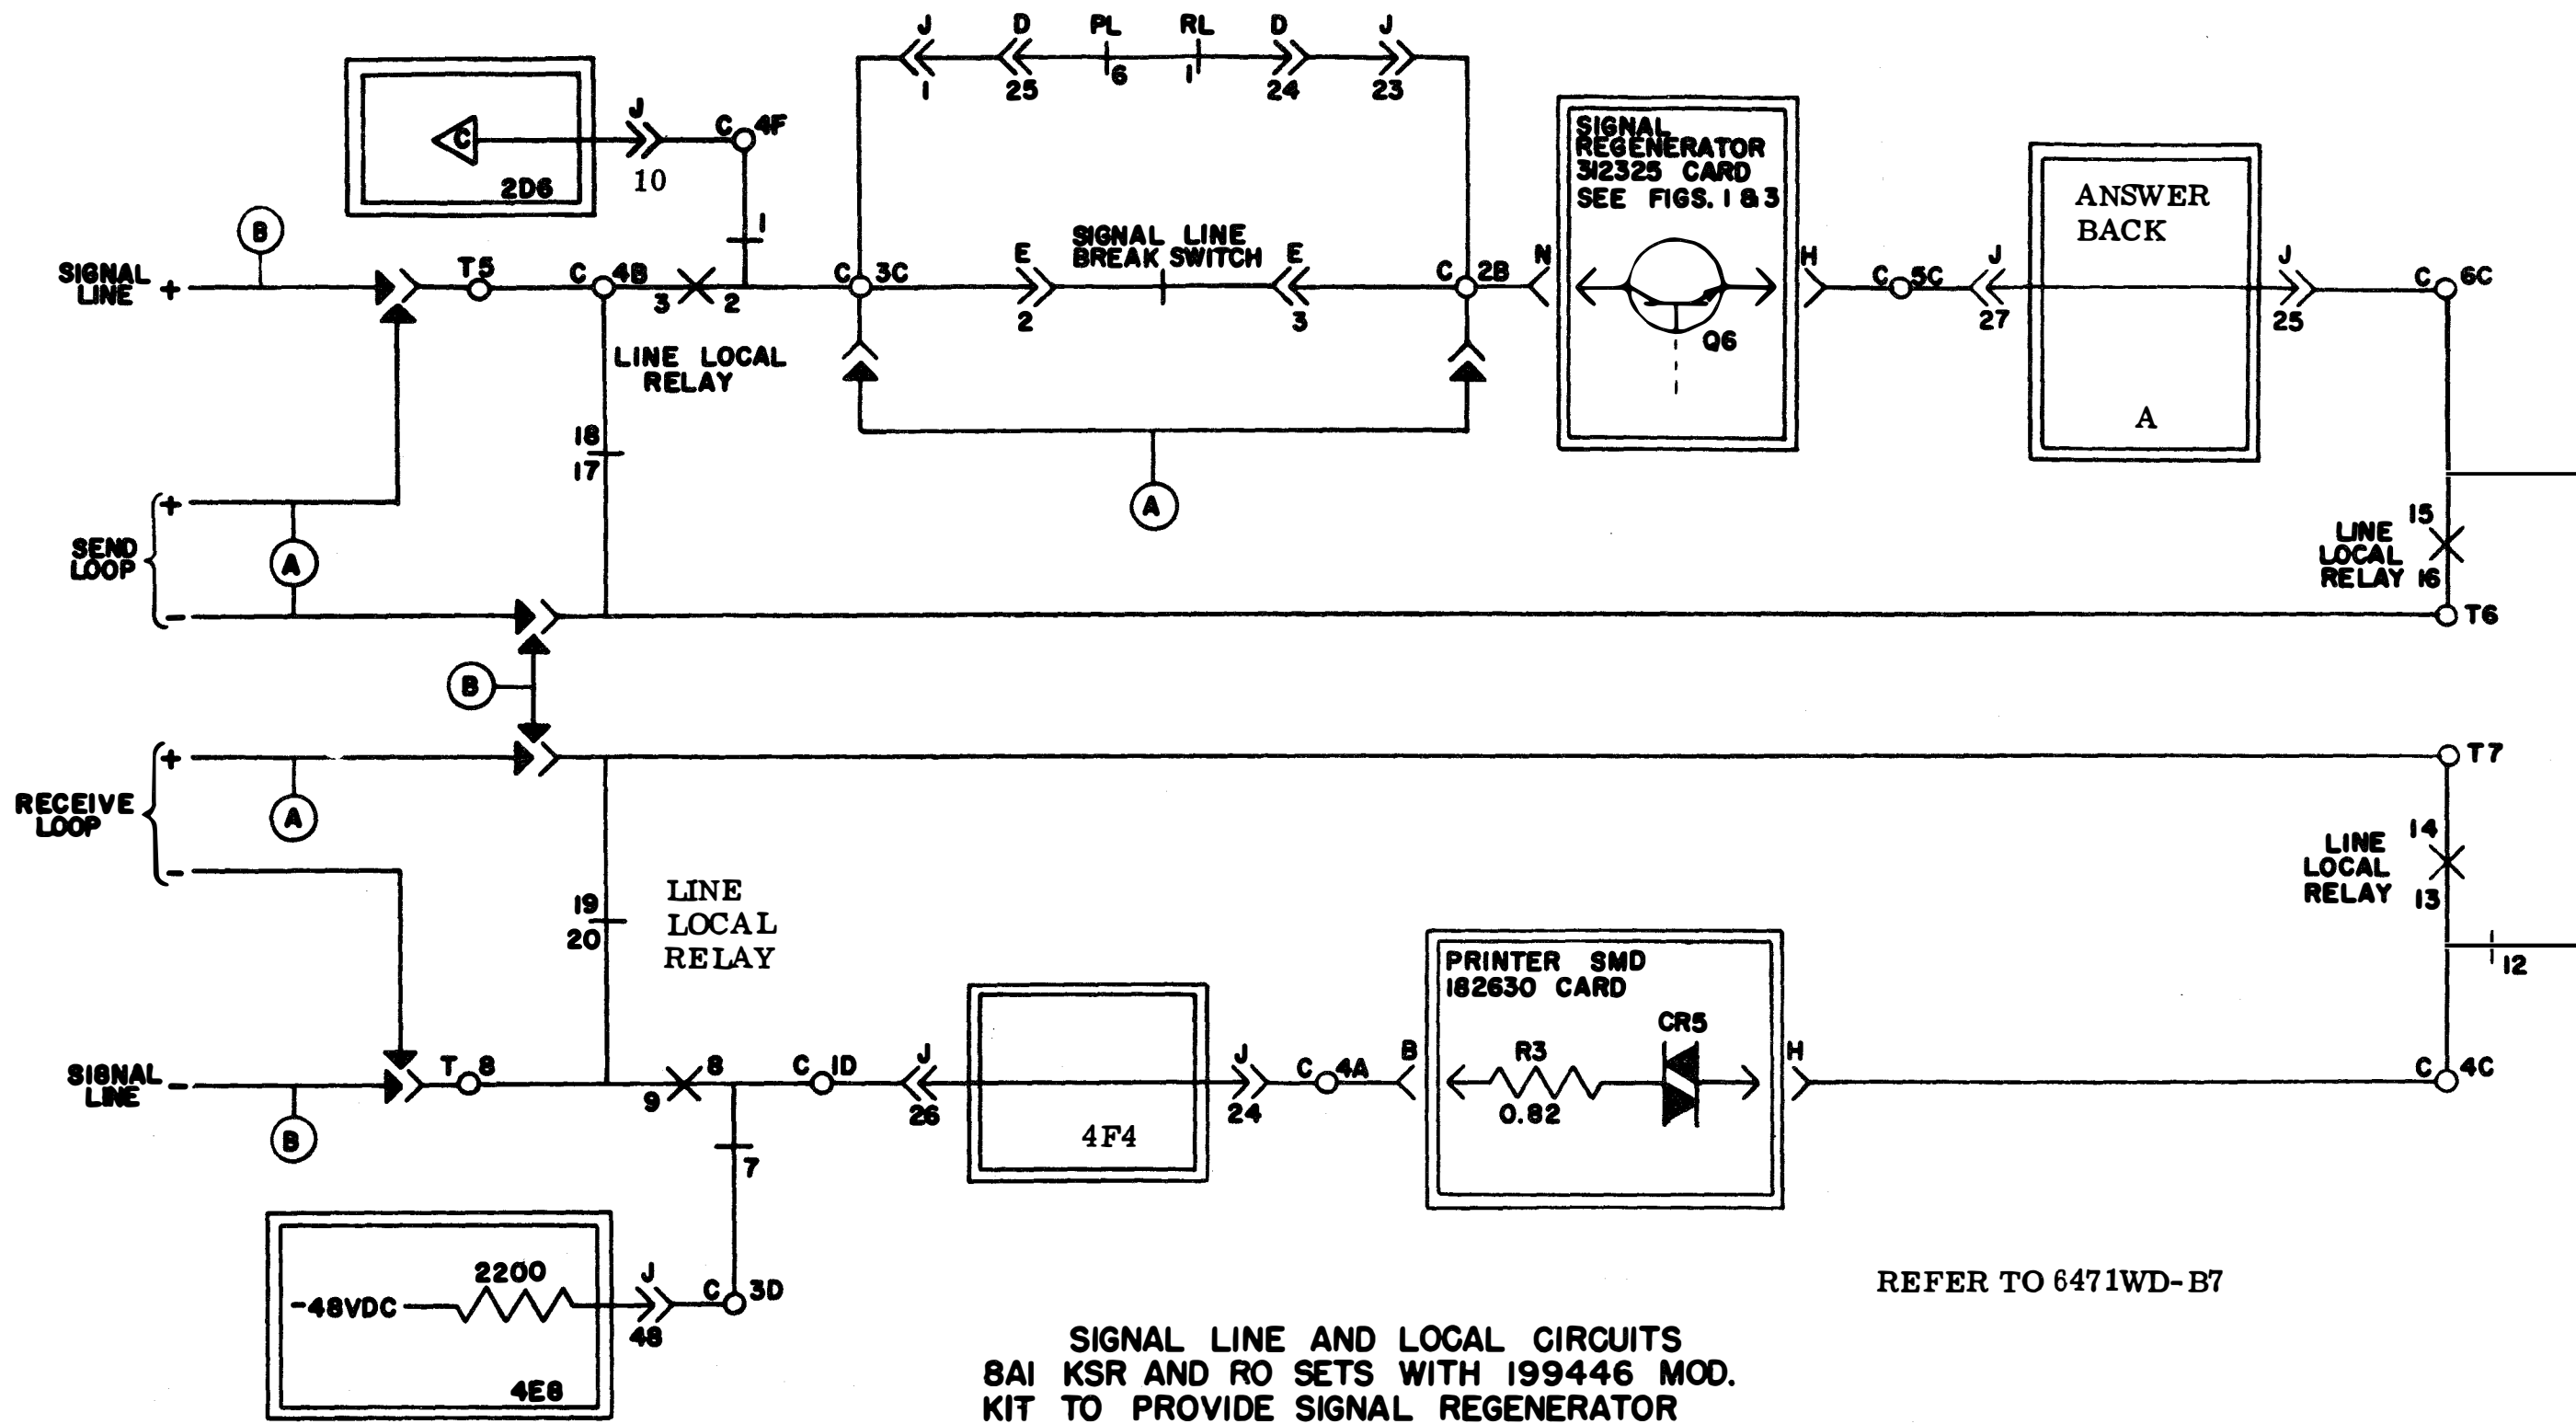 J D PL RL D J
1 25 6 1 24 23
C
J
10
C 4F
2D6
1
B
SIGNAL
LINE +
T5
C 4B
3 2
LINE LOCAL
RELAY
C 3C
E
2
SIGNAL LINE
BREAK SWITCH
E
3
C 2B
N
SIGNAL
REGENERATOR
312325 CARD
SEE FIGS. 1 & 3
Q6
H
C 5C
J
27
ANSWER
BACK
A
J
25
C 6C
18
17
A
SEND
LOOP
+
A
-
15
LINE
LOCAL
RELAY 16
T6
B
RECEIVE
LOOP
+
A
-
T7
14
LINE
LOCAL
RELAY 13
12
19
20
LINE
LOCAL
RELAY
SIGNAL
LINE -
B
T 8
9 8
7
C 1D
J
26
4F4
J
24
C 4A
B
PRINTER SMD
182630 CARD
R3
0.82
CR5
H
C 4C
-48VDC
2200
4E8
J
48
C 3D
REFER TO 6471WD-B7
SIGNAL LINE AND LOCAL CIRCUITS
8A1 KSR AND RO SETS WITH 199446 MOD.
KIT TO PROVIDE SIGNAL REGENERATOR